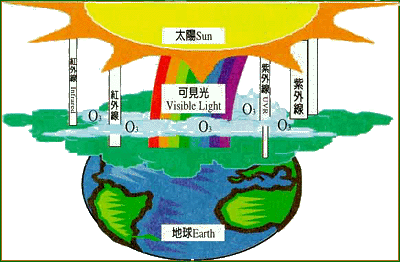 太陽Sun
紅外線 Infrared
紅外線
可見光
Visible Light
紫外線 UVR
紫外線
O₃
O₃
O₃
O₃
O₃
地球Earth